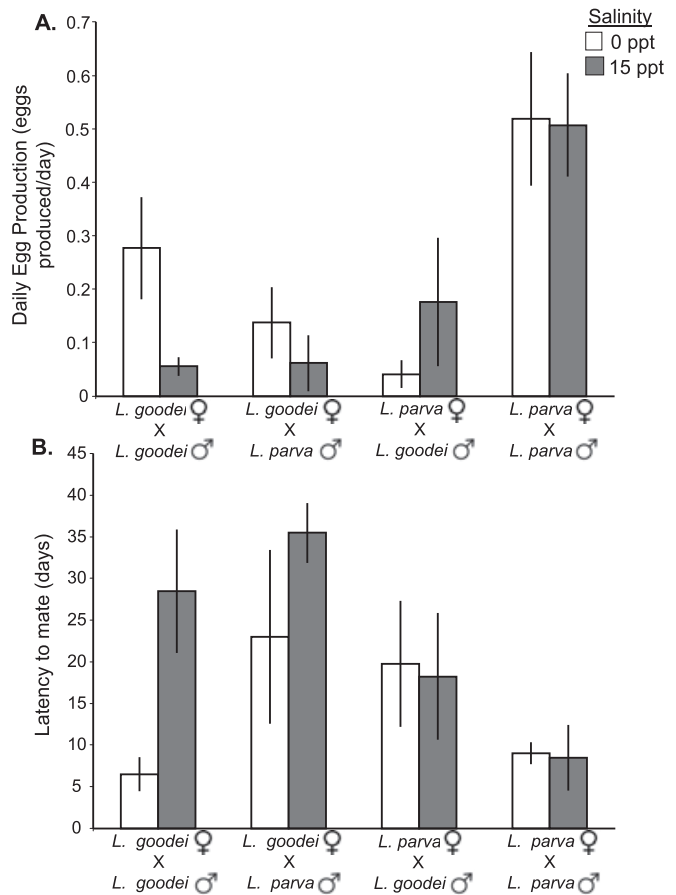 A.
Salinity
0 ppt
15 ppt
Daily Egg Production (eggs
produced/day)
0.7
0.6
0.5
0.4
0.3
0.2
0.1
0
L. goodei ♀ L. goodei ♀ L. parva ♀ L. parva ♀
X X X X
L. goodei ♂ L. parva ♂ L. goodei ♂ L. parva ♂
B.
Latency to mate (days)
45
40
35
30
25
20
15
10
5
0
L. goodei ♀ L. goodei ♀ L. parva ♀ L. parva ♀
X X X X
L. goodei ♂ L. parva ♂ L. goodei ♂ L. parva ♂